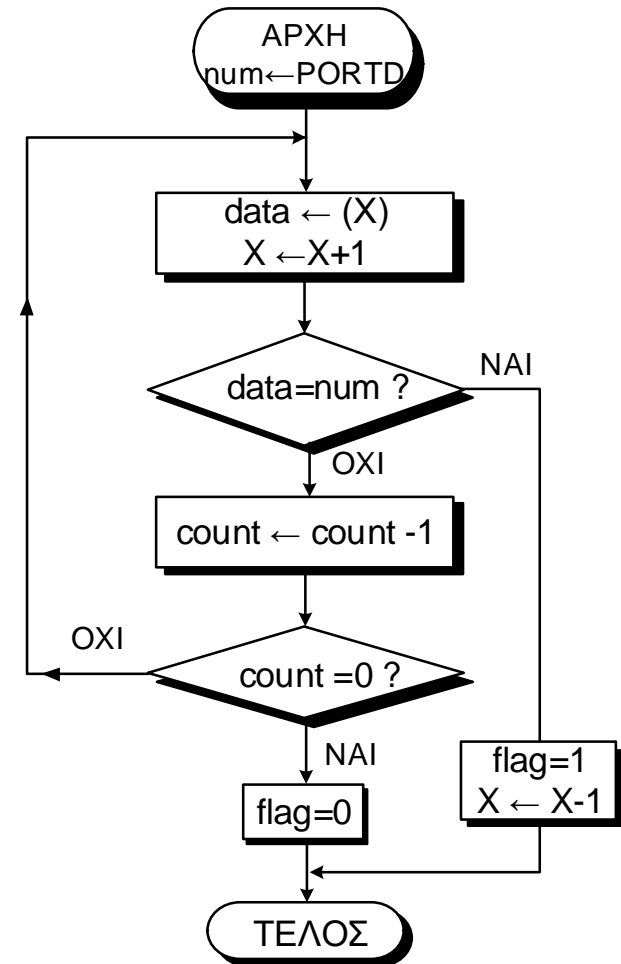 ΑΡΧΗ
num←PORTD
data ← (X)
X ←X+1
data=num ?
ΝΑΙ
ΟΧΙ
count ← count -1
ΟΧΙ
count =0 ?
ΝΑΙ
flag=1
X ← X-1
flag=0
ΤΕΛΟΣ